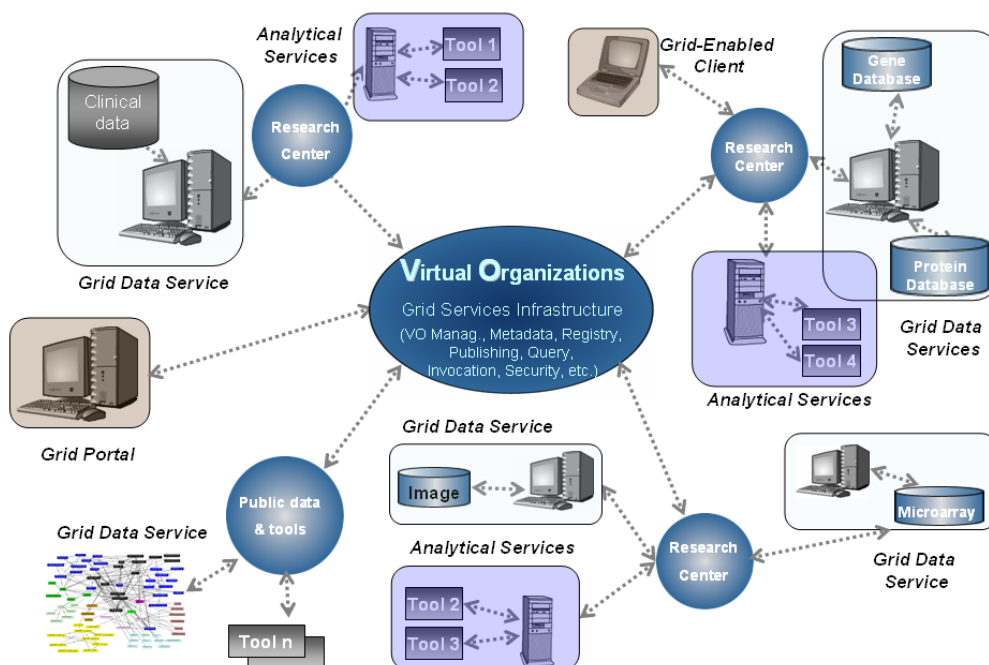 Analytical
Services
Tool 1
Tool 2
Grid-Enabled
Client
Gene
Database
Clinical
data
Research
Center
Research
Center
Grid Data Service
Virtual Organizations
Grid Services Infrastructure
(VO Manag., Metadata, Registry,
Publishing, Query,
Invocation, Security, etc.)
Protein
Database
Tool 3
Tool 4
Grid Data
Services
Analytical Services
Grid Portal
Grid Data Service
Image
Public data
& tools
Microarray
Grid Data Service
Analytical Services
Research
Center
Grid Data
Service
Tool 2
Tool 3
Tool n